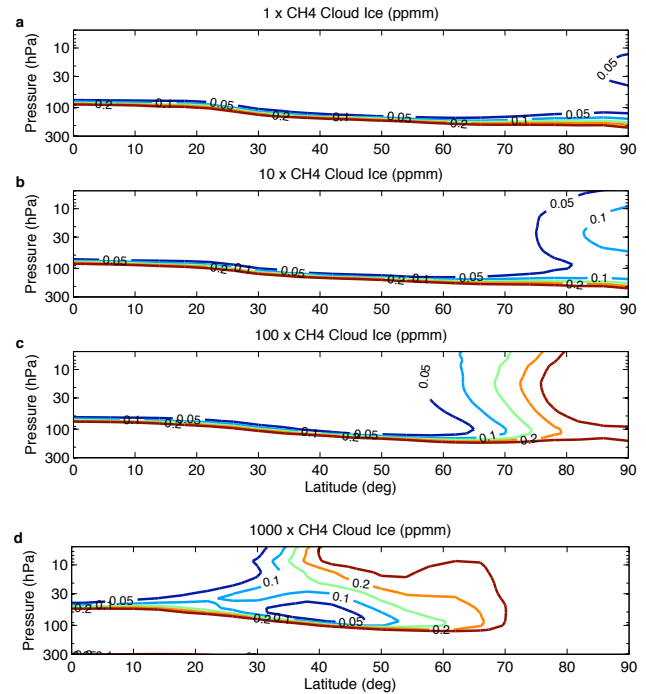 a
1 x CH4 Cloud Ice (ppmm)
Pressure (hPa)
10
30
100
300
0.2 0.1 0.05 0.2 0.1 0.05 0.2 0.1 0.05
0.05
0 10 20 30 40 50 60 70 80 90
b
10 x CH4 Cloud Ice (ppmm)
Pressure (hPa)
10
30
100
300
0.05 0.1
0.05 0.2 0.1 0.05 0.2 0.1 0.05 0.2 0.1
0 10 20 30 40 50 60 70 80 90
c
100 x CH4 Cloud Ice (ppmm)
Pressure (hPa)
10
30
100
300
0.05
0.1 0.2 0.05 0.1 0.2 0.05 0.1 0.2
0 10 20 30 40 50 60 70 80 90
Latitude (deg)
d
1000 x CH4 Cloud Ice (ppmm)
Pressure (hPa)
10
30
100
300
0.1 0.2
0.2 0.1 0.05 0.1
0.2 0.1 0.05 0.2
0 10 20 30 40 50 60 70 80 90
Latitude (deg)